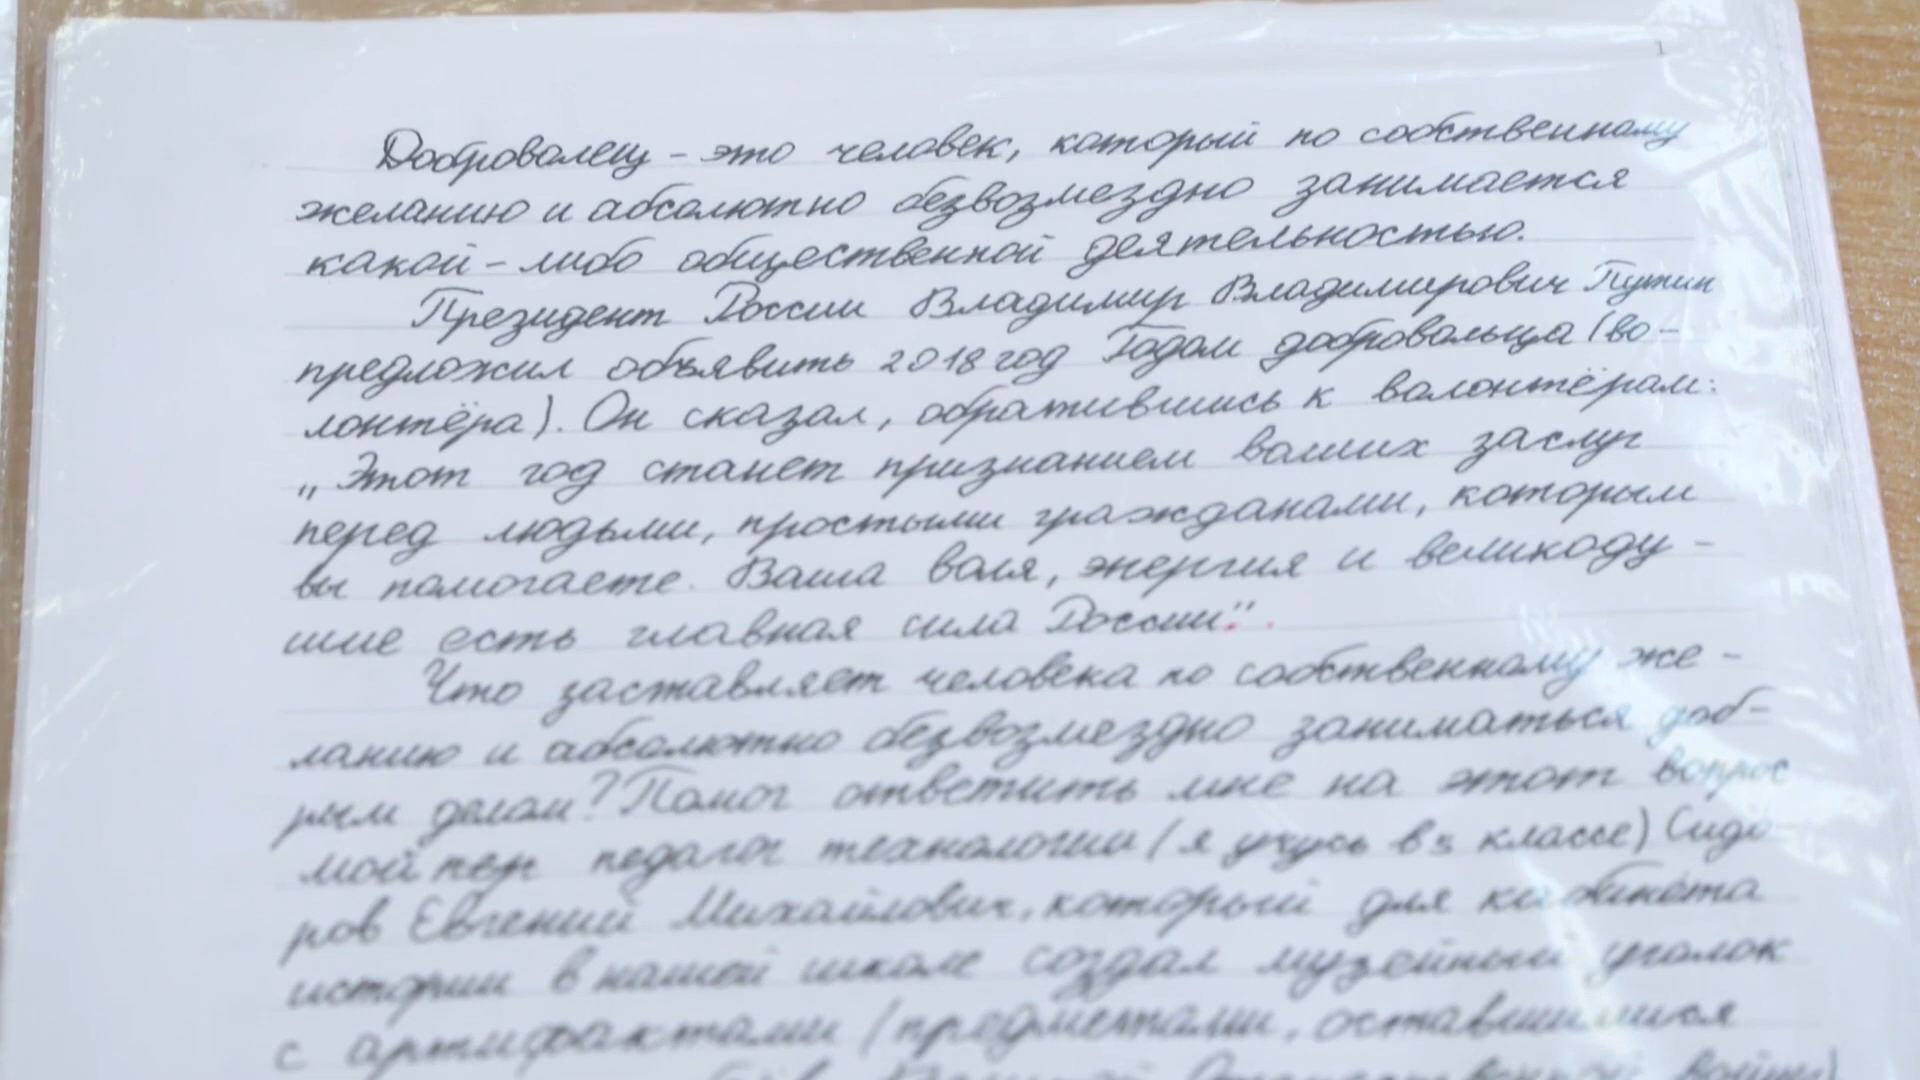 1
Доброволец – это человек, который по собственному
желанию и абсолютно безвозмездно занимается
какой – либо общественной деятельностью.
Президент России Владимир Владимирович Путин
предложил объявить 2018 год Годом добровольца (во-
лонтёра). Он сказал, обратившись к волонтёрам:
„Этот год станет признанием ваших заслуг
перед людьми, простыми гражданами, которым
вы помогаете. Ваша воля, энергия и великоду-
шие есть главная сила России".
Что заставляет человека по собственному же-
ланию и абсолютно безвозмездно заниматься доб-
рым делом? Помог ответить мне на этот вопрос
мой педагог технологии (я учусь в 5 классе) Сидо
ров Евгений Михайлович, который для кабинета
истории в нашей школе создал музейный уголок
с артифактами (предметами, оставшимися
войны)